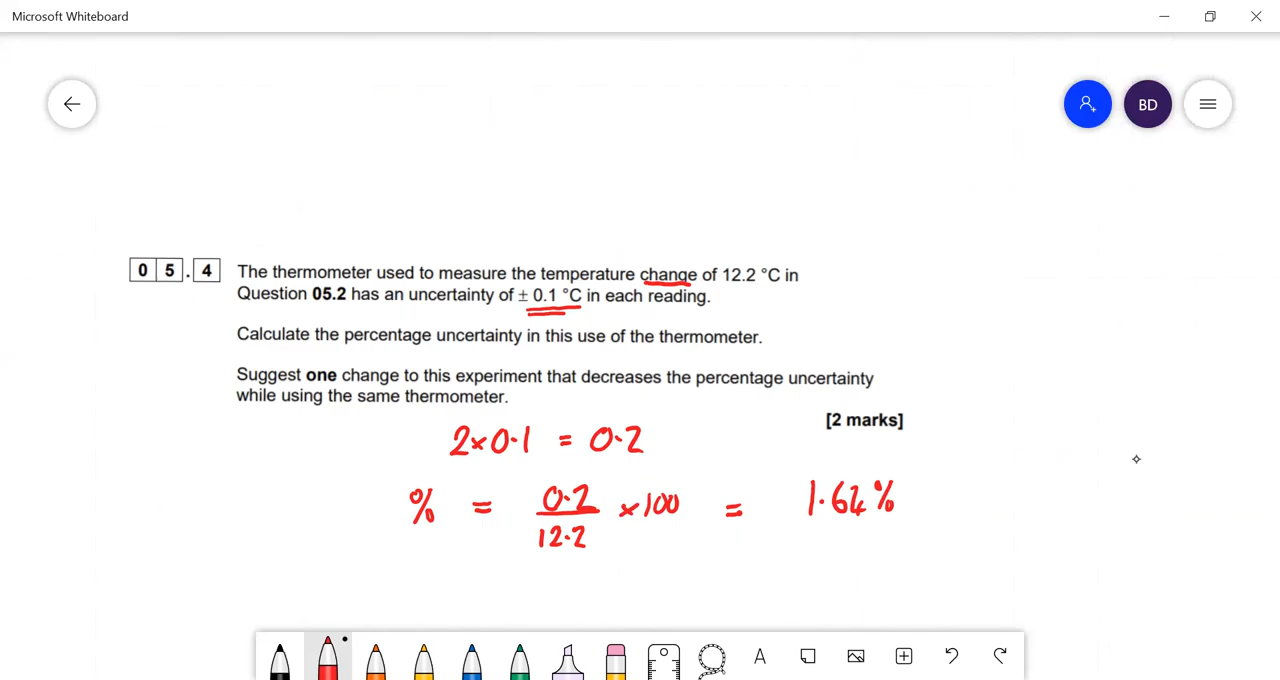 Microsoft Whiteboard
BD
0 5 . 4 The thermometer used to measure the temperature change of 12.2 °C in
Question 05.2 has an uncertainty of ± 0.1 °C in each reading.
Calculate the percentage uncertainty in this use of the thermometer.
Suggest one change to this experiment that decreases the percentage uncertainty
while using the same thermometer.
[2 marks]
2 × 0.1 = 0.2
% = 0.2/12.2 × 100 = 1.64%
A